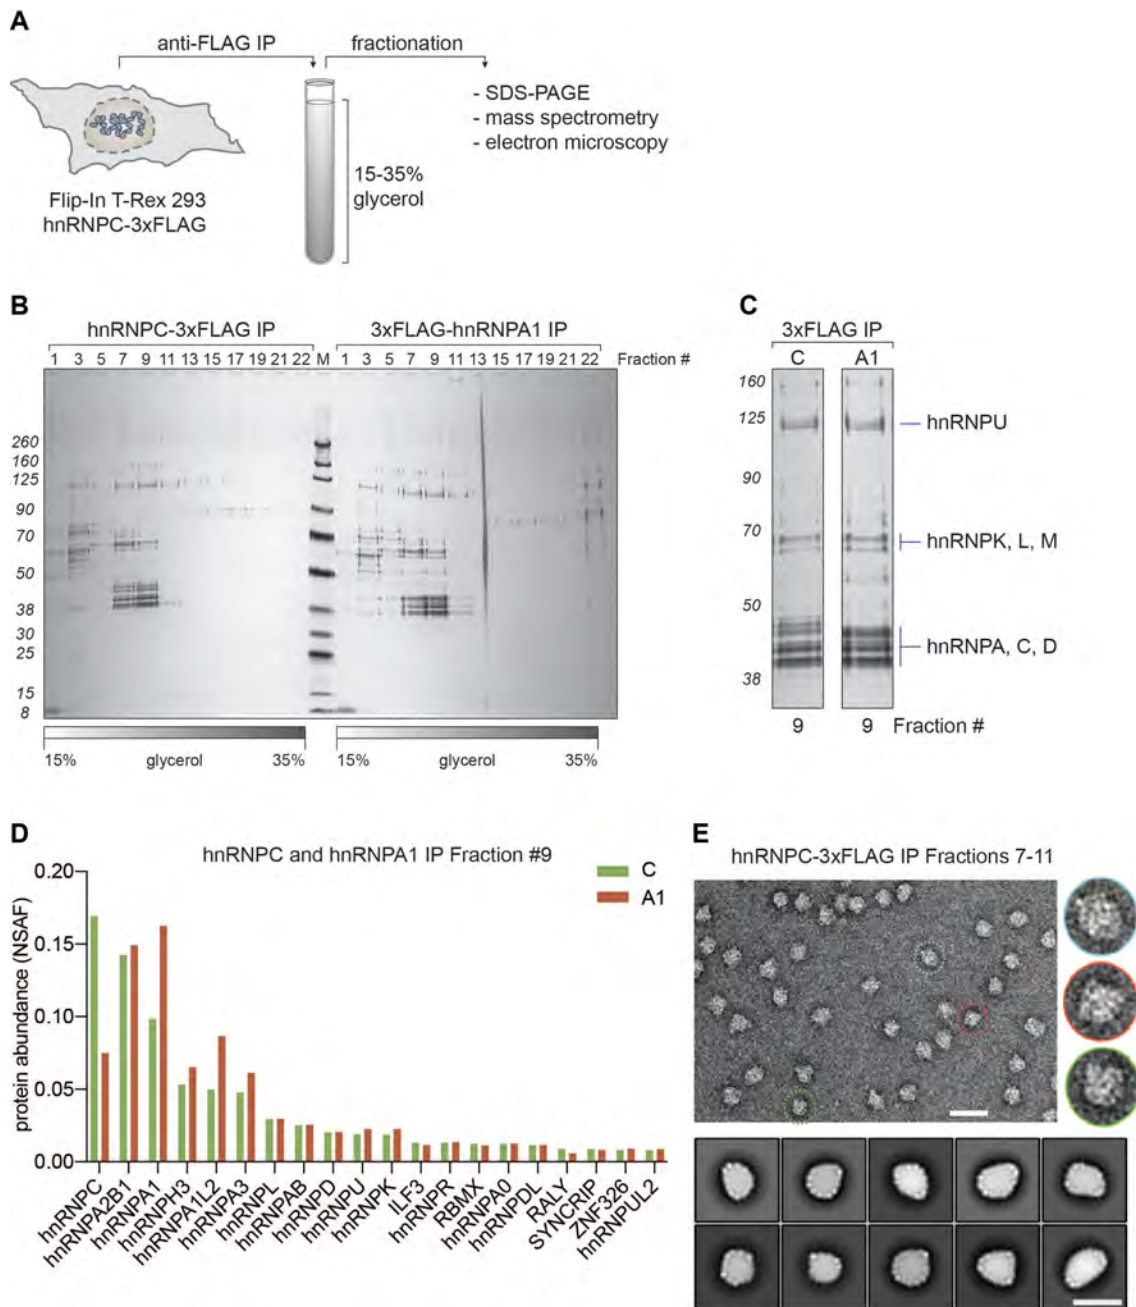 A
anti-FLAG IP
fractionation
- SDS-PAGE
- mass spectrometry
- electron microscopy
15-35%
glycerol
Flip-In T-Rex 293
hnRNPC-3xFLAG
B
hnRNPC-3xFLAG IP
3xFLAG-hnRNPA1 IP
1 3 5 7 9 11 13 15 17 19 21 22 M 1 3 5 7 9 11 13 15 17 19 21 22 Fraction #
260
160
125
90
70
50
38
30
25
15
8
15% glycerol 35%
15% glycerol 35%
C
3xFLAG IP
C A1
160
125
90
70
50
38
hnRNPU
hnRNPK, L, M
hnRNPA, C, D
9 9 Fraction #
D
hnRNPC and hnRNPA1 IP Fraction #9
C
A1
protein abundance (NSAF)
0.20
0.15
0.10
0.05
0.00
hnRNPC
hnRNPA2B1
hnRNPA1
hnRNPH3
hnRNPA1L2
hnRNPA3
hnRNPL
hnRNPAB
hnRNPD
hnRNPU
hnRNPK
ILF3
hnRNPR
RBMX
hnRNPA0
hnRNPDL
RALY
SYNCRIP
ZNF326
hnRNPUL2
E
hnRNPC-3xFLAG IP Fractions 7-11